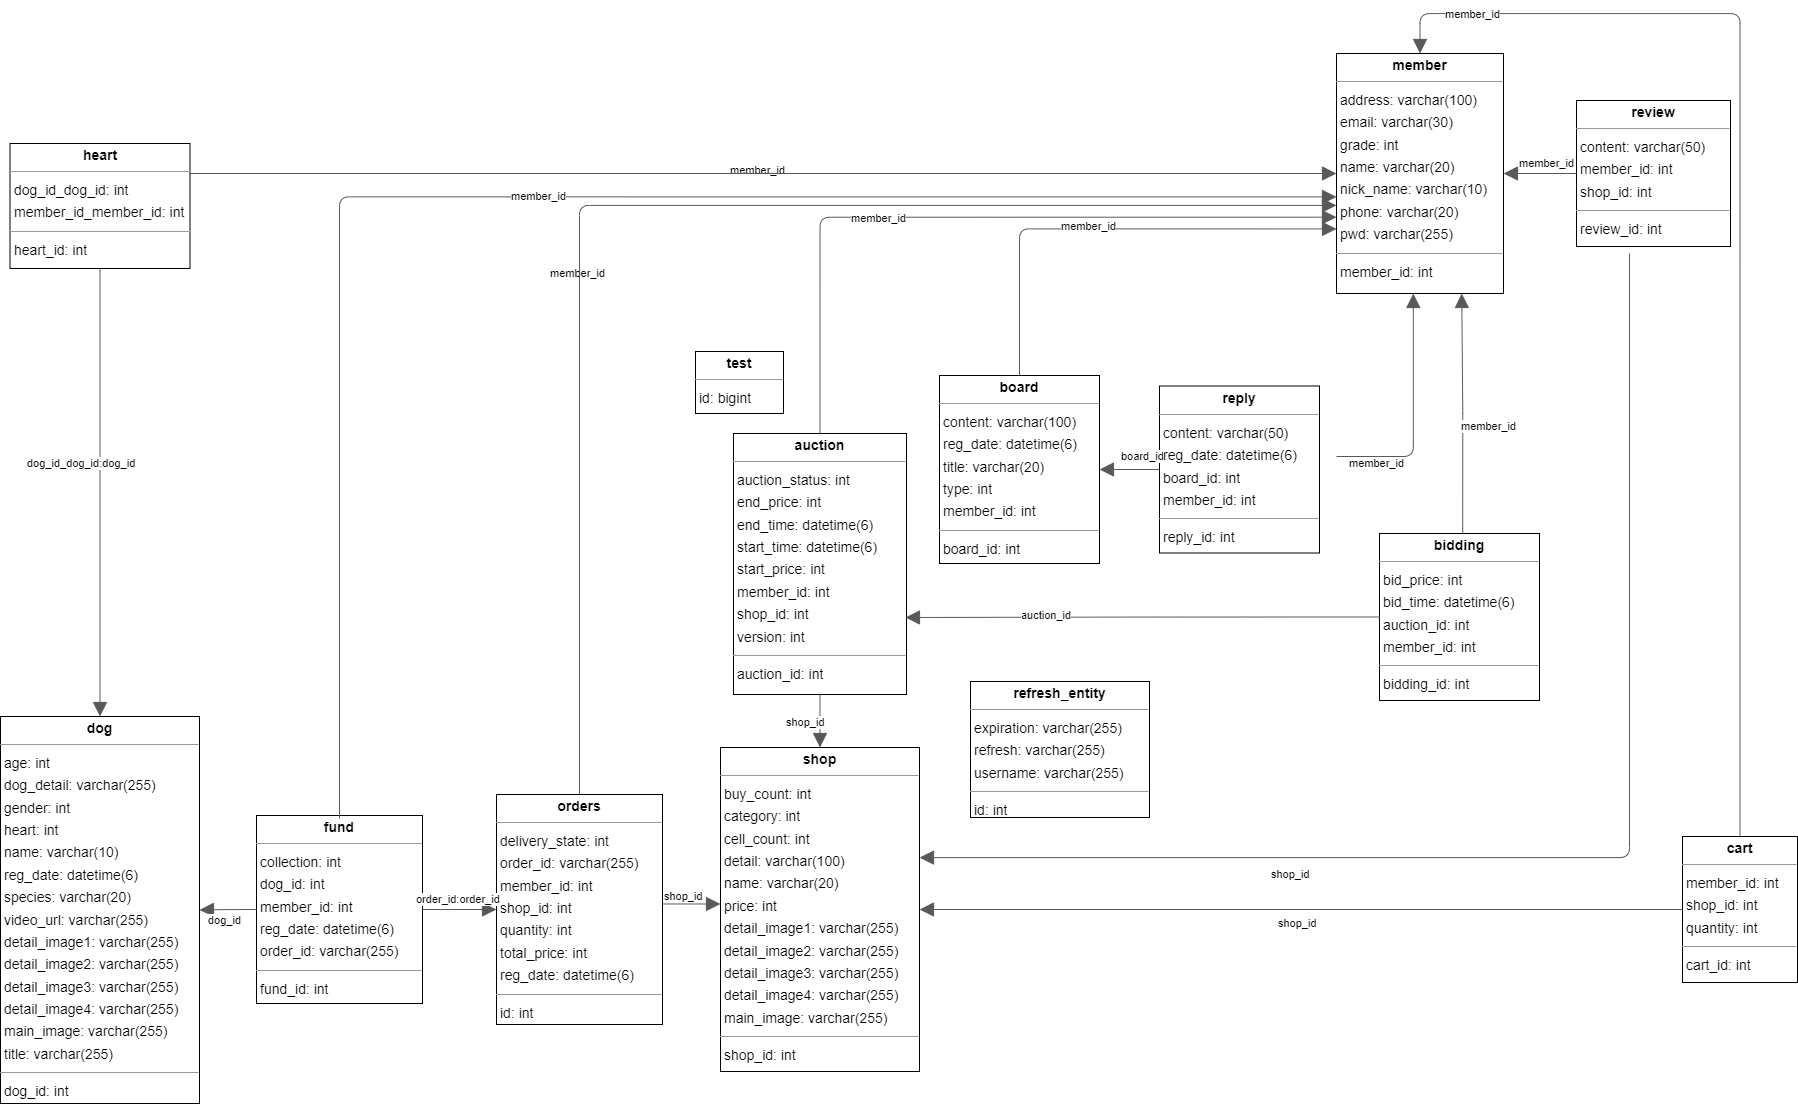 member_id
member
address: varchar(100)
email: varchar(30)
grade: int
name: varchar(20)
nick_name: varchar(10)
phone: varchar(20)
pwd: varchar(255)
member_id: int
review
content: varchar(50)
member_id: int
shop_id: int
review_id: int
member_id
heart
dog_id_dog_id: int
member_id_member_id: int
heart_id: int
member_id
member_id
member_id
member_id
member_id
test
id: bigint
board
content: varchar(100)
reg_date: datetime(6)
title: varchar(20)
type: int
member_id: int
board_id: int
reply
content: varchar(50)
reg_date: datetime(6)
board_id: int
member_id: int
reply_id: int
board_id
member_id
member_id
auction
auction_status: int
end_price: int
end_time: datetime(6)
start_time: datetime(6)
start_price: int
member_id: int
shop_id: int
version: int
auction_id: int
dog_id_dog_id:dog_id
bidding
bid_price: int
bid_time: datetime(6)
auction_id: int
member_id: int
bidding_id: int
auction_id
refresh_entity
expiration: varchar(255)
refresh: varchar(255)
username: varchar(255)
id: int
shop_id
dog
age: int
dog_detail: varchar(255)
gender: int
heart: int
name: varchar(10)
reg_date: datetime(6)
species: varchar(20)
video_url: varchar(255)
detail_image1: varchar(255)
detail_image2: varchar(255)
detail_image3: varchar(255)
detail_image4: varchar(255)
main_image: varchar(255)
title: varchar(255)
dog_id: int
dog_id
fund
collection: int
dog_id: int
member_id: int
reg_date: datetime(6)
order_id: varchar(255)
fund_id: int
order_id:order_id
orders
delivery_state: int
order_id: varchar(255)
member_id: int
shop_id: int
quantity: int
total_price: int
reg_date: datetime(6)
id: int
shop_id
shop
buy_count: int
category: int
cell_count: int
detail: varchar(100)
name: varchar(20)
price: int
detail_image1: varchar(255)
detail_image2: varchar(255)
detail_image3: varchar(255)
detail_image4: varchar(255)
main_image: varchar(255)
shop_id: int
shop_id
shop_id
cart
member_id: int
shop_id: int
quantity: int
cart_id: int